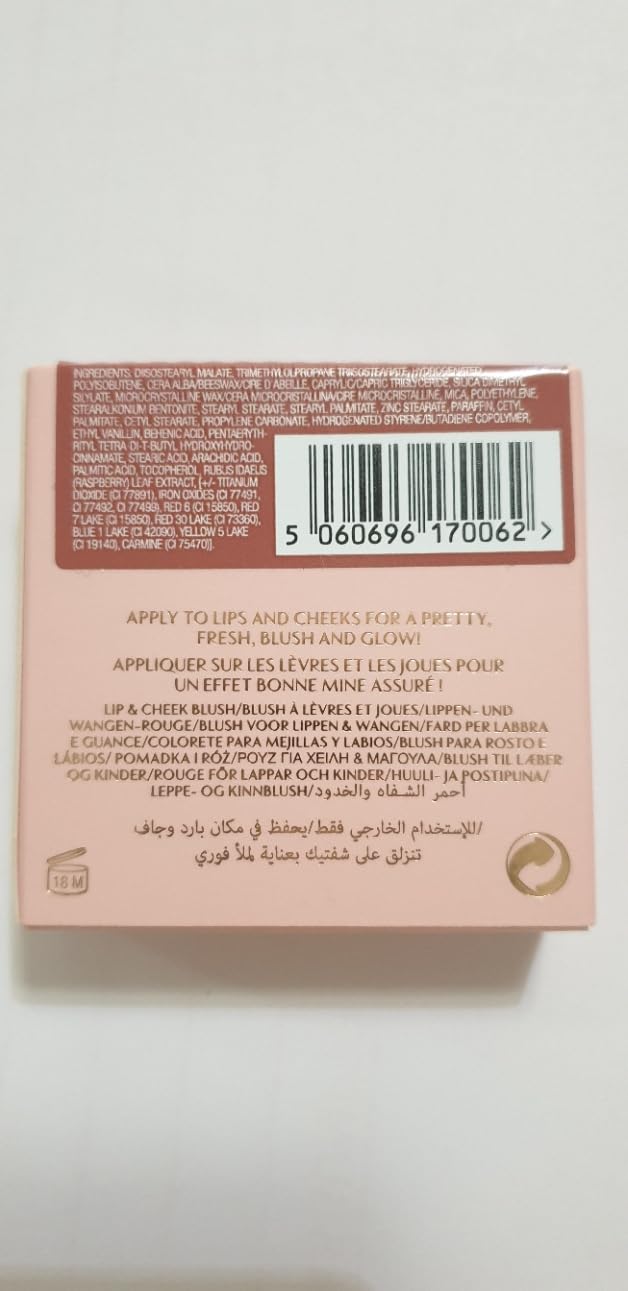 INGREDIENTS: DIISOSTEARYL MALATE, TRIMETHYLOLPROPANE TRIISOSTEARATE, HYDROGENATED
POLYISOBUTENE, CERA ALBA/BEESWAX/CIRE D'ABEILLE, CAPRYLIC/CAPRIC TRIGLYCERIDE, SILICA DIMETHYL
SILYLATE, MICROCRYSTALLINE WAX/CERA MICROCRISTALLINA/CIRE MICROCRISTALLINE, MICA, POLYETHYLENE,
STEARALKONIUM BENTONITE, STEARYL STEARATE, STEARYL PALMITATE, ZINC STEARATE, PARAFFIN, CETYL
PALMITATE, CETYL STEARATE, PROPYLENE CARBONATE, HYDROGENATED STYRENE/BUTADIENE COPOLYMER,
ETHYL VANILLIN, BEHENIC ACID, PENTAERYTH-
RITYL TETRA-DI-T-BUTYL HYDROXYHYDRO-
CINNAMATE, STEARIC ACID, ARACHIDIC ACID,
PALMITIC ACID, TOCOPHEROL, RUBUS IDAEUS
(RASPBERRY) LEAF EXTRACT, [+/- TITANIUM
DIOXIDE (CI 77891), IRON OXIDES (CI 77491,
CI 77492, CI 77499), RED 6 (CI 15850), RED
7 LAKE (CI 15850), RED 30 LAKE (CI 73360),
BLUE 1 LAKE (CI 42090), YELLOW 5 LAKE
(CI 19140), CARMINE (CI 75470)].
5 060696 170062 >
APPLY TO LIPS AND CHEEKS FOR A PRETTY,
FRESH, BLUSH AND GLOW!
APPLIQUER SUR LES LÈVRES ET LES JOUES POUR
UN EFFET BONNE MINE ASSURÉ !
LIP & CHEEK BLUSH/BLUSH À LÈVRES ET JOUES/LIPPEN- UND
WANGEN-ROUGE/BLUSH VOOR LIPPEN & WANGEN/FARD PER LABBRA
E GUANCE/COLORETE PARA MEJILLAS Y LABIOS/BLUSH PARA ROSTO E
LÁBIOS/ POMADKA I RÓŻ/ΡΟΥΖ ΓΙΑ ΧΕΙΛΗ & ΜΑΓΟΥΛΑ/BLUSH TIL LÆBER
OG KINDER/ROUGE FÖR LÄPPAR OCH KINDER/HUULI- JA POSTIPUNA/
LEPPE- OG KINNBLUSH/أحمر الشفاه والخدود
/للإستخدام الخارجي فقط/يحفظ في مكان بارد وجاف
تنزلق على شفتيك بعناية لملأ فوري
18 M